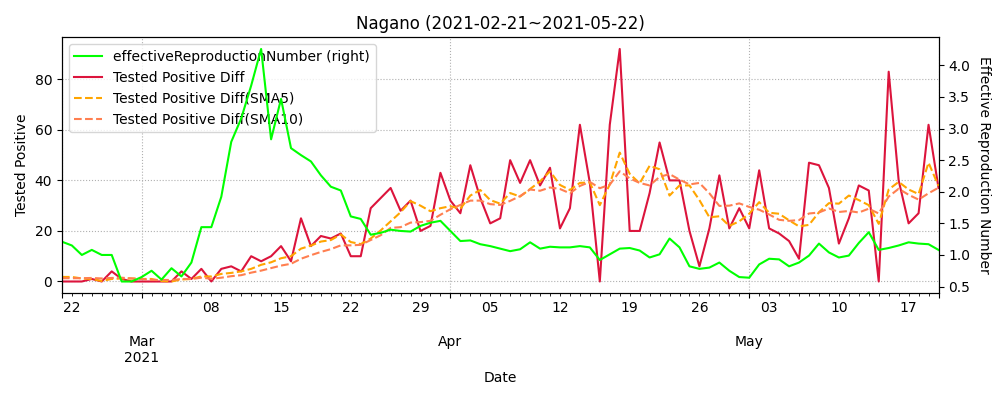 Nagano (2021-02-21~2021-05-22)
effectiveReproductionNumber (right)
Tested Positive Diff
Tested Positive Diff(SMA5)
Tested Positive Diff(SMA10)
Tested Positive
80
60
40
20
0
4.0
3.5
3.0
2.5
2.0
1.5
1.0
0.5
Effective Reproduction Number
22 08 15 22 29 05 12 19 26 03 10 17
Mar Apr May
2021
Date